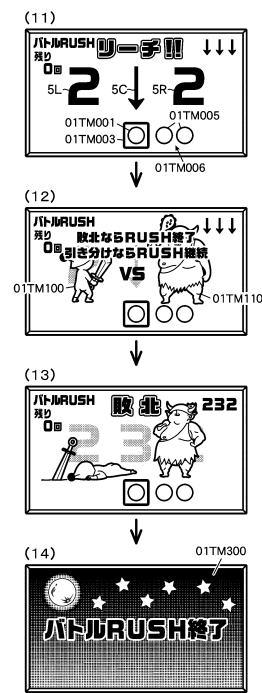 (11)
バトルRUSH リーチ!! ↓↓↓
残り
0回
5L 2 5C ↓ 5R 2
01TM001 01TM005
01TM003
01TM006
(12)
バトルRUSH ↓↓↓
残り
0回
敗北ならRUSH終了
引き分けならRUSH継続
VS
01TM100 01TM110
(13)
バトルRUSH 敗北 232
残り
0回
2 3 2
(14)
01TM300
バトルRUSH終了